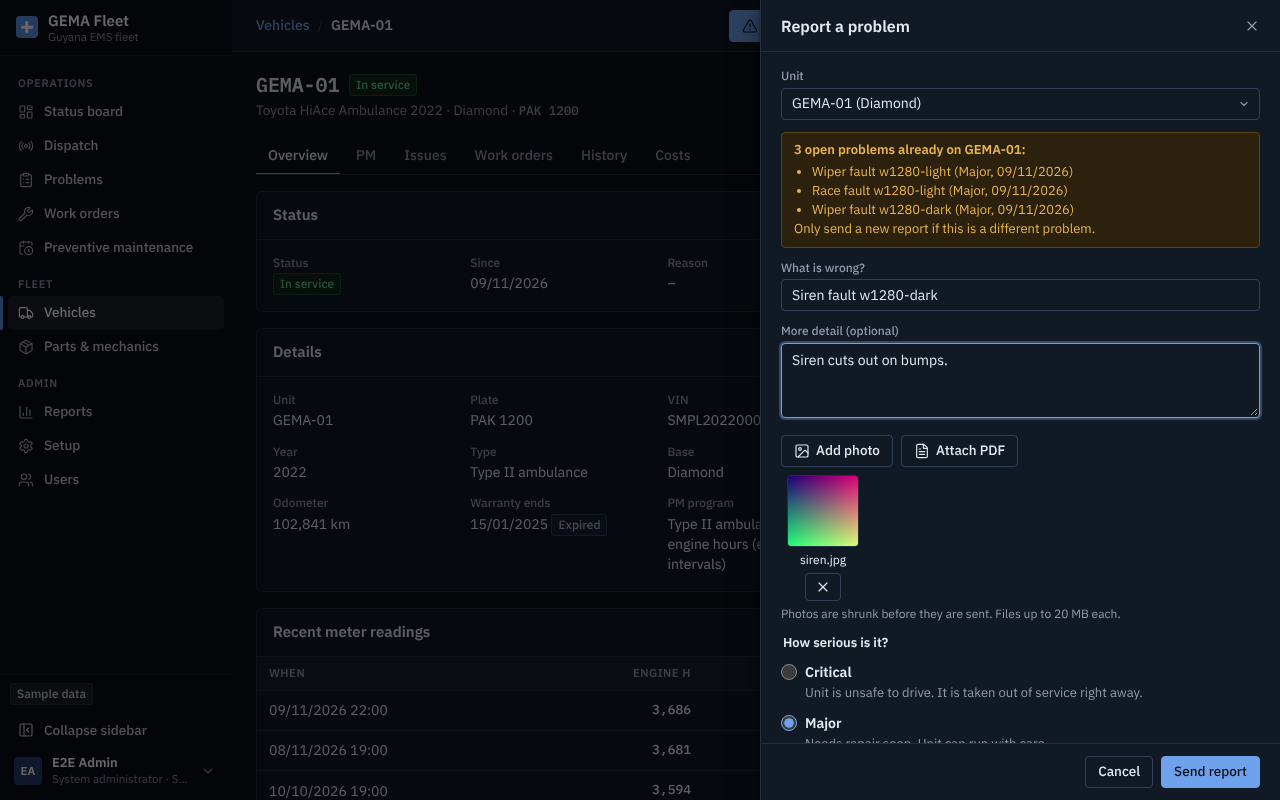 GEMA Fleet
Guyana EMS fleet
OPERATIONS
Status board
Dispatch
Problems
Work orders
Preventive maintenance
FLEET
Vehicles
Parts & mechanics
ADMIN
Reports
Setup
Users
Sample data
Collapse sidebar
EA
E2E Admin
System administrator · S...
Vehicles / GEMA-01
GEMA-01 In service
Toyota HiAce Ambulance 2022 · Diamond · PAK 1200
Overview PM Issues Work orders History Costs
Status
Status Since Reason
In service 09/11/2026 –
Details
Unit Plate VIN
GEMA-01 PAK 1200 SMPL2022000
Year Type Base
2022 Type II ambulance Diamond
Odometer Warranty ends PM program
102,841 km 15/01/2025 Expired Type II ambula
engine hours (e
intervals)
Recent meter readings
WHEN ENGINE H
09/11/2026 22:00 3,686
08/11/2026 19:00 3,681
10/10/2026 19:00 3,594
Report a problem
Unit
GEMA-01 (Diamond)
3 open problems already on GEMA-01:
• Wiper fault w1280-light (Major, 09/11/2026)
• Race fault w1280-light (Major, 09/11/2026)
• Wiper fault w1280-dark (Major, 09/11/2026)
Only send a new report if this is a different problem.
What is wrong?
Siren fault w1280-dark
More detail (optional)
Siren cuts out on bumps.
Add photo Attach PDF
siren.jpg
Photos are shrunk before they are sent. Files up to 20 MB each.
How serious is it?
Critical
Unit is unsafe to drive. It is taken out of service right away.
Major
Needs repair soon. Unit can run with care.
Cancel Send report